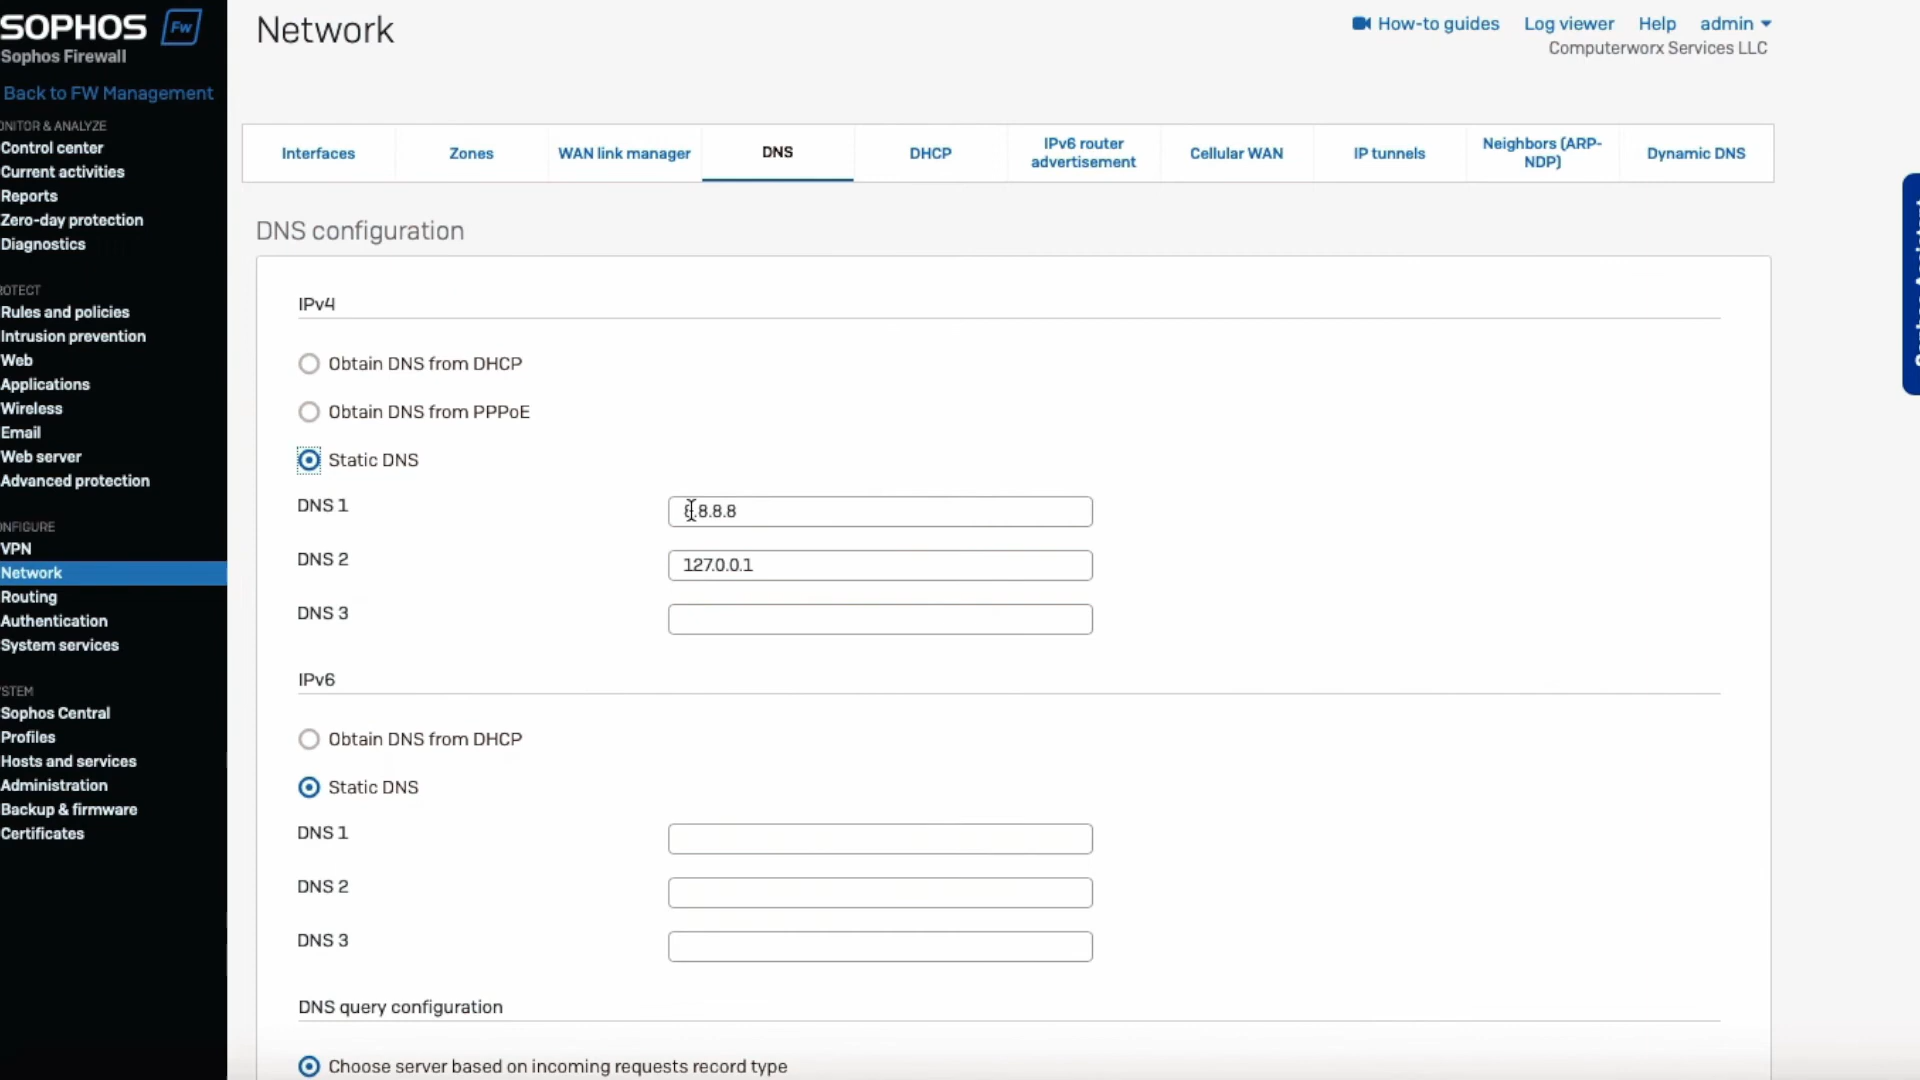 SOPHOS Fw
Sophos Firewall
Back to FW Management
ONITOR & ANALYZE
Control center
Current activities
Reports
Zero-day protection
Diagnostics
OTECT
Rules and policies
Intrusion prevention
Web
Applications
Wireless
Email
Web server
Advanced protection
ONFIGURE
VPN
Network
Routing
Authentication
System services
STEM
Sophos Central
Profiles
Hosts and services
Administration
Backup & firmware
Certificates
Network
How-to guides
Log viewer
Help
admin
Computerworx Services LLC
Interfaces
Zones
WAN link manager
DNS
DHCP
IPv6 router
advertisement
Cellular WAN
IP tunnels
Neighbors (ARP-
NDP)
Dynamic DNS
DNS configuration
IPv4
Obtain DNS from DHCP
Obtain DNS from PPPoE
Static DNS
DNS 1
8.8.8.8
DNS 2
127.0.0.1
DNS 3
IPv6
Obtain DNS from DHCP
Static DNS
DNS 1
DNS 2
DNS 3
DNS query configuration
Choose server based on incoming requests record type